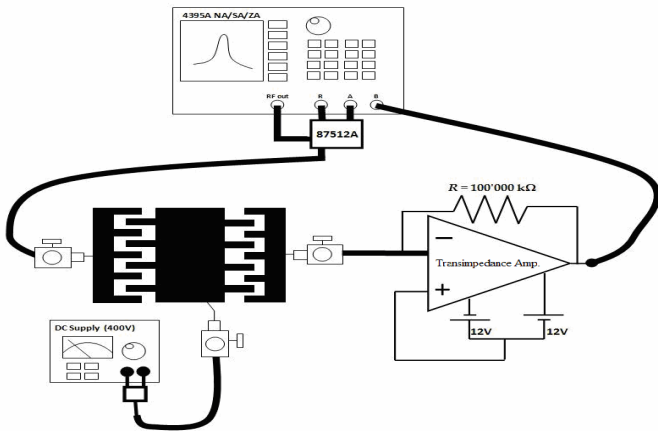 4395A NA/SA/ZA
RF out
R
A
B
87512A
R = 100'000 kΩ
Transimpedance Amp.
12V
12V
DC Supply (400V)